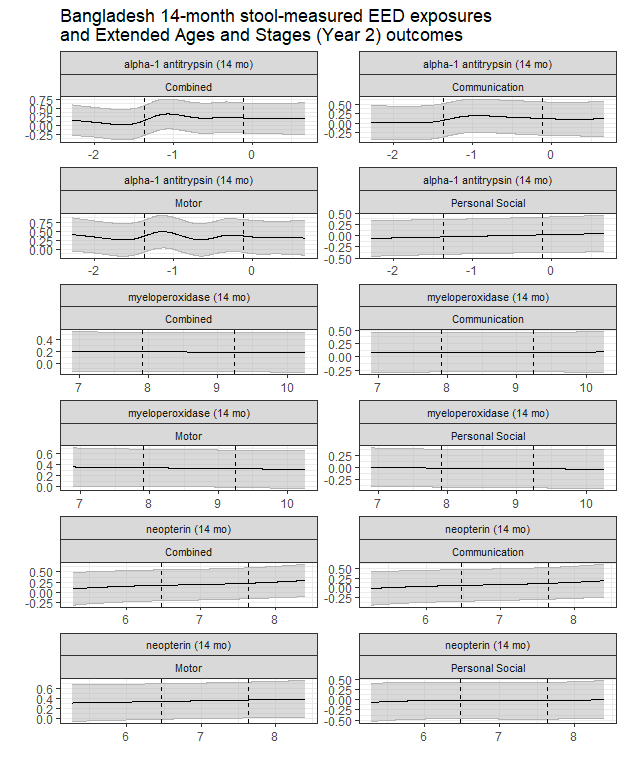 Bangladesh 14-month stool-measured EED exposures
and Extended Ages and Stages (Year 2) outcomes
alpha-1 antitrypsin (14 mo)
Combined
0.75
0.50
0.25
0.00
-0.25
-2 -1 0
alpha-1 antitrypsin (14 mo)
Communication
0.50
0.25
0.00
-0.25
-2 -1 0
alpha-1 antitrypsin (14 mo)
Motor
0.75
0.50
0.25
0.00
-2 -1 0
alpha-1 antitrypsin (14 mo)
Personal Social
0.50
0.25
0.00
-0.25
-0.50
-2 -1 0
myeloperoxidase (14 mo)
Combined
0.4
0.2
0.0
7 8 9 10
myeloperoxidase (14 mo)
Communication
0.50
0.25
0.00
-0.25
7 8 9 10
myeloperoxidase (14 mo)
Motor
0.6
0.4
0.2
0.0
7 8 9 10
myeloperoxidase (14 mo)
Personal Social
0.25
0.00
-0.25
7 8 9 10
neopterin (14 mo)
Combined
0.50
0.25
0.00
-0.25
6 7 8
neopterin (14 mo)
Communication
0.50
0.25
0.00
-0.25
6 7 8
neopterin (14 mo)
Motor
0.6
0.4
0.2
0.0
6 7 8
neopterin (14 mo)
Personal Social
0.50
0.25
0.00
-0.25
-0.50
6 7 8